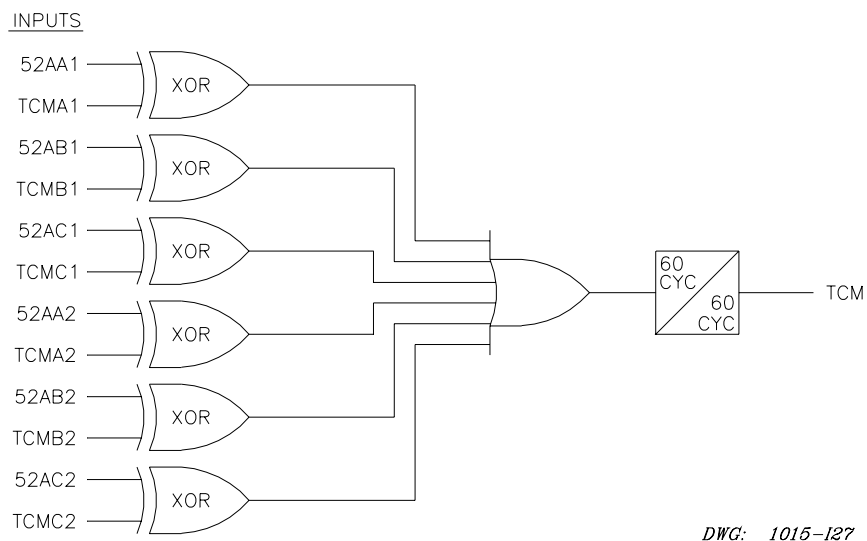 INPUTS
52AA1
TCMA1
XOR
52AB1
TCMB1
XOR
52AC1
TCMC1
XOR
52AA2
TCMA2
XOR
52AB2
TCMB2
XOR
52AC2
TCMC2
XOR
60
CYC
60
CYC
TCM
DWG: 1015-I27